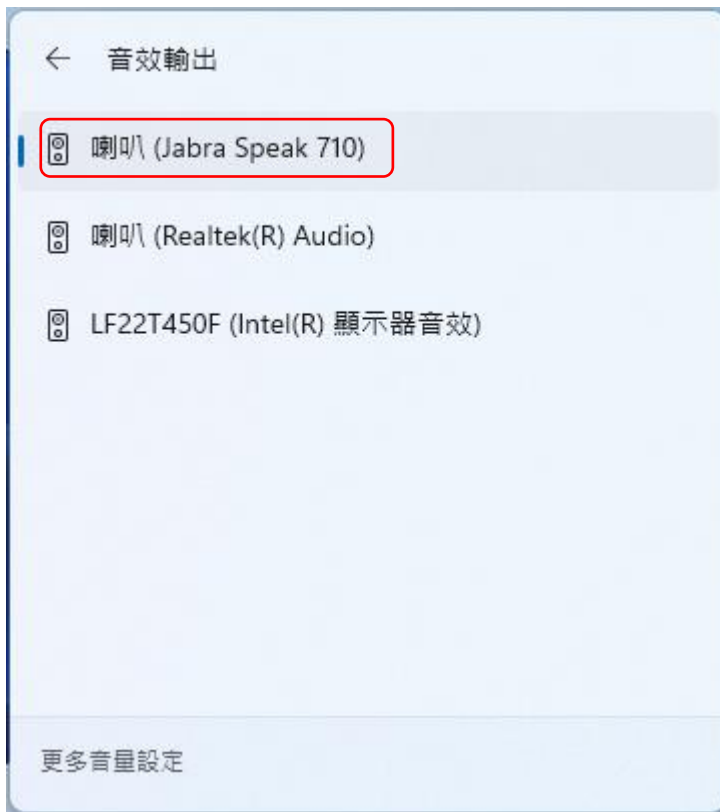 音效輸出
喇叭 (Jabra Speak 710)
喇叭 (Realtek(R) Audio)
LF22T450F (Intel(R) 顯示器音效)
更多音量設定